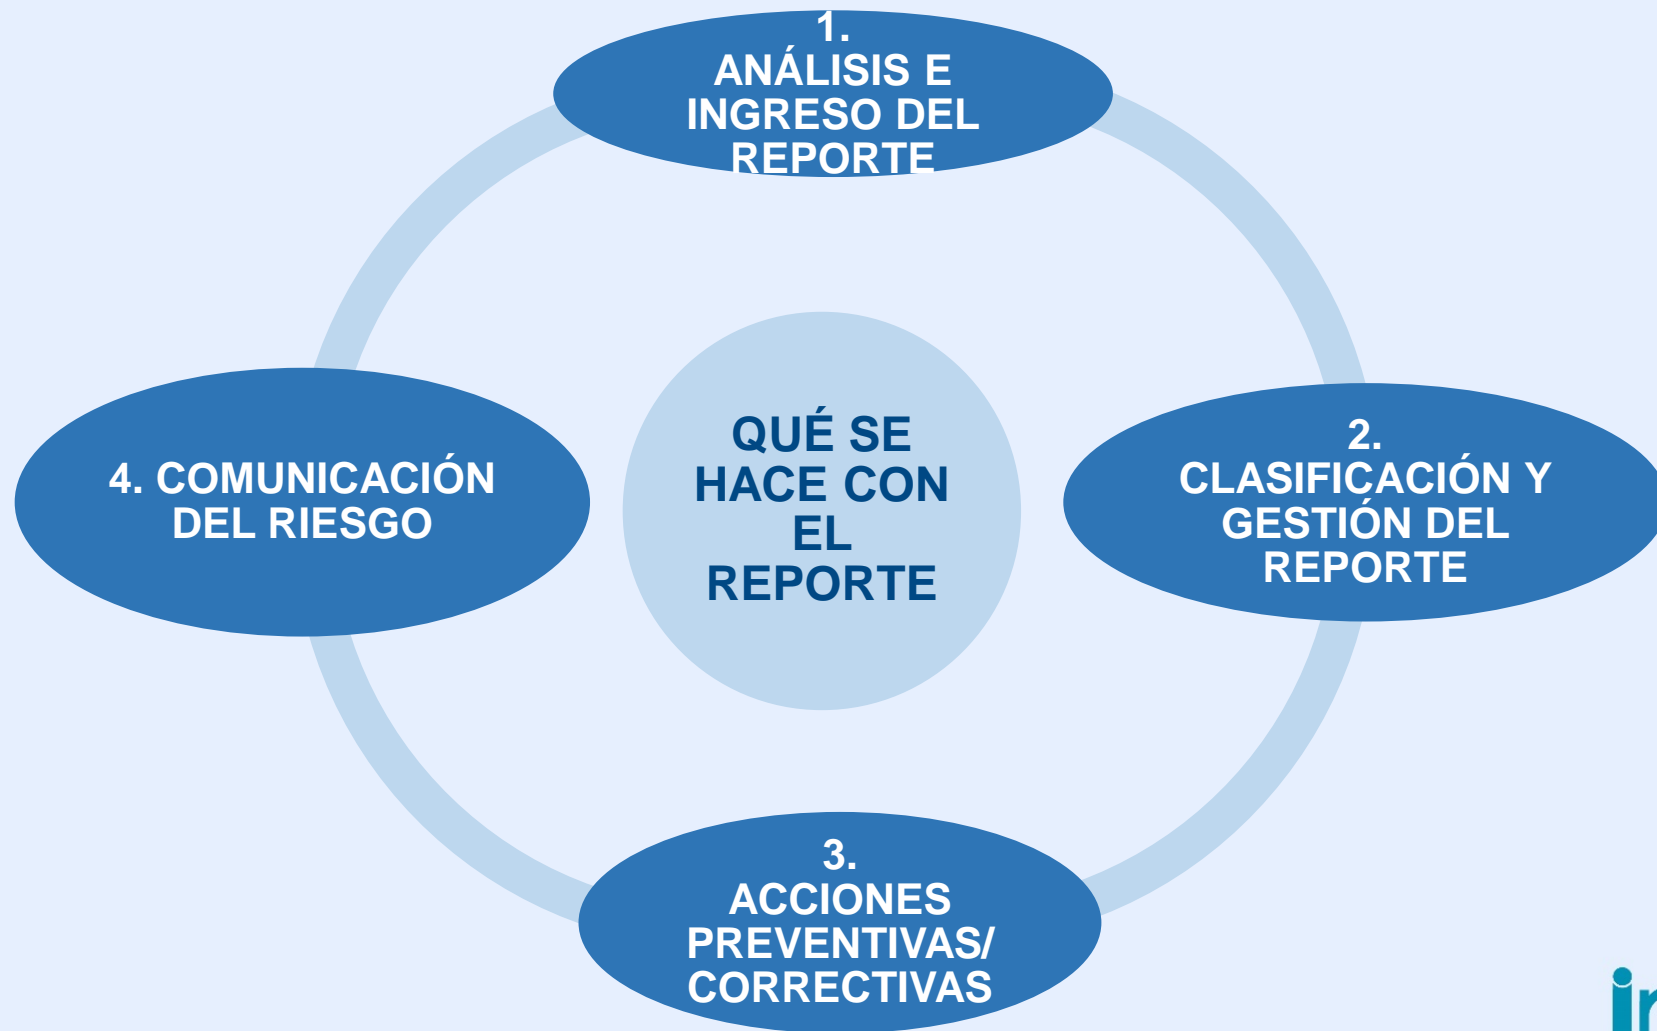 1.
ANÁLISIS E
INGRESO DEL
REPORTE
QUÉ SE
HACE CON
EL
REPORTE
4. COMUNICACIÓN
DEL RIESGO
2.
CLASIFICACIÓN Y
GESTIÓN DEL
REPORTE
3.
ACCIONES
PREVENTIVAS/
CORRECTIVAS